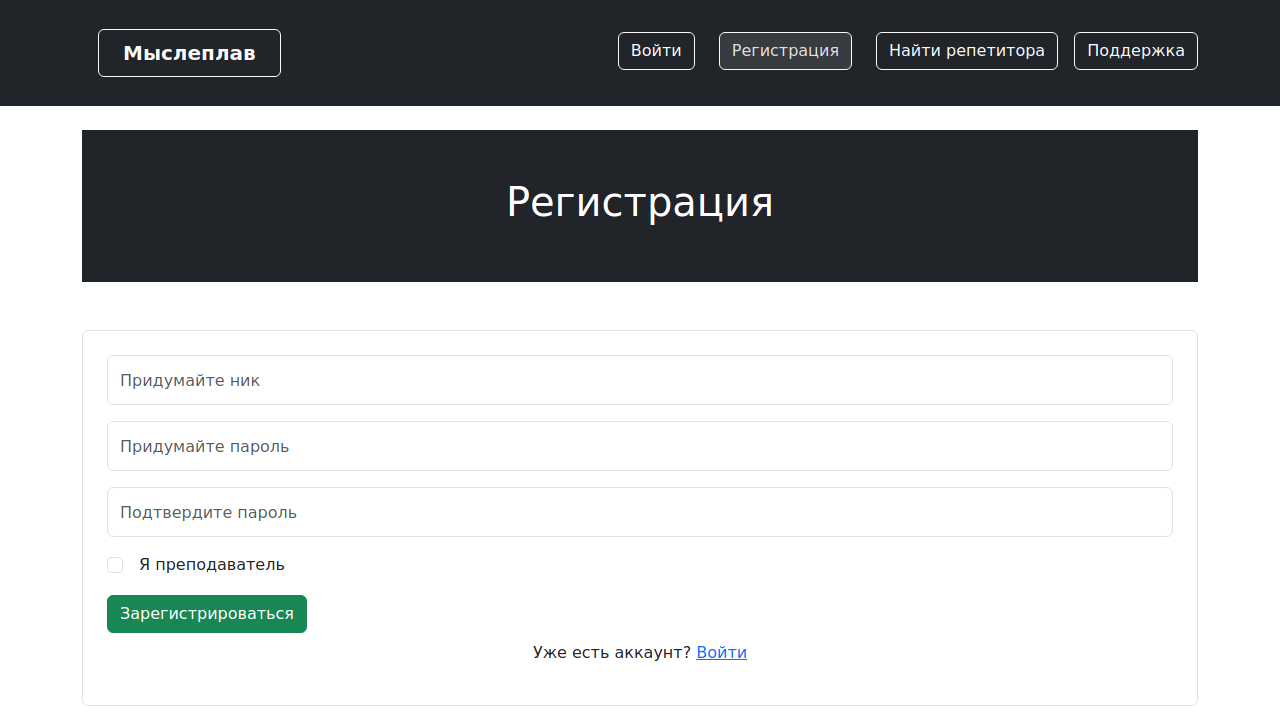 Мыслеплав
Войти Регистрация Найти репетитора Поддержка
Регистрация
Придумайте ник
Придумайте пароль
Подтвердите пароль
Я преподаватель
Зарегистрироваться
Уже есть аккаунт? Войти